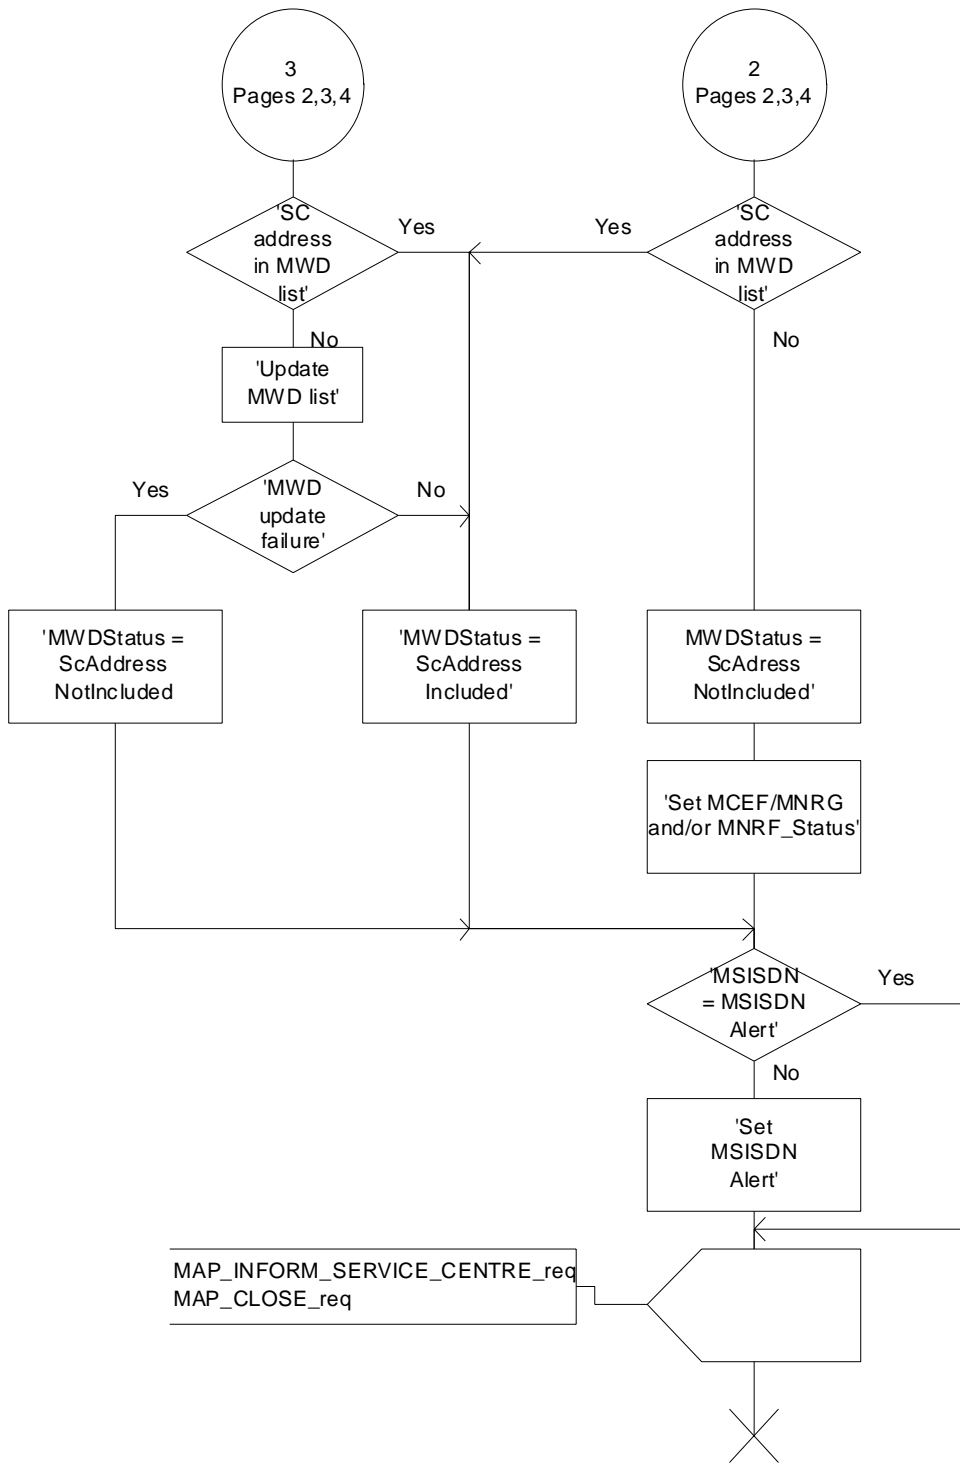 3
Pages 2,3,4
2
Pages 2,3,4
'SC
address
in MWD
list'
Yes
Yes
'SC
address
in MWD
list'
No
No
'Update
MWD list'
Yes
'MWD
update
failure'
No
'MWDStatus =
ScAddress
NotIncluded
'MWDStatus =
ScAddress
Included'
MWDStatus =
ScAdress
NotIncluded'
'Set MCEF/MNRG
and/or MNRF_Status'
'MSISDN
= MSISDN
Alert'
Yes
No
'Set
MSISDN
Alert'
MAP_INFORM_SERVICE_CENTRE_req
MAP_CLOSE_req